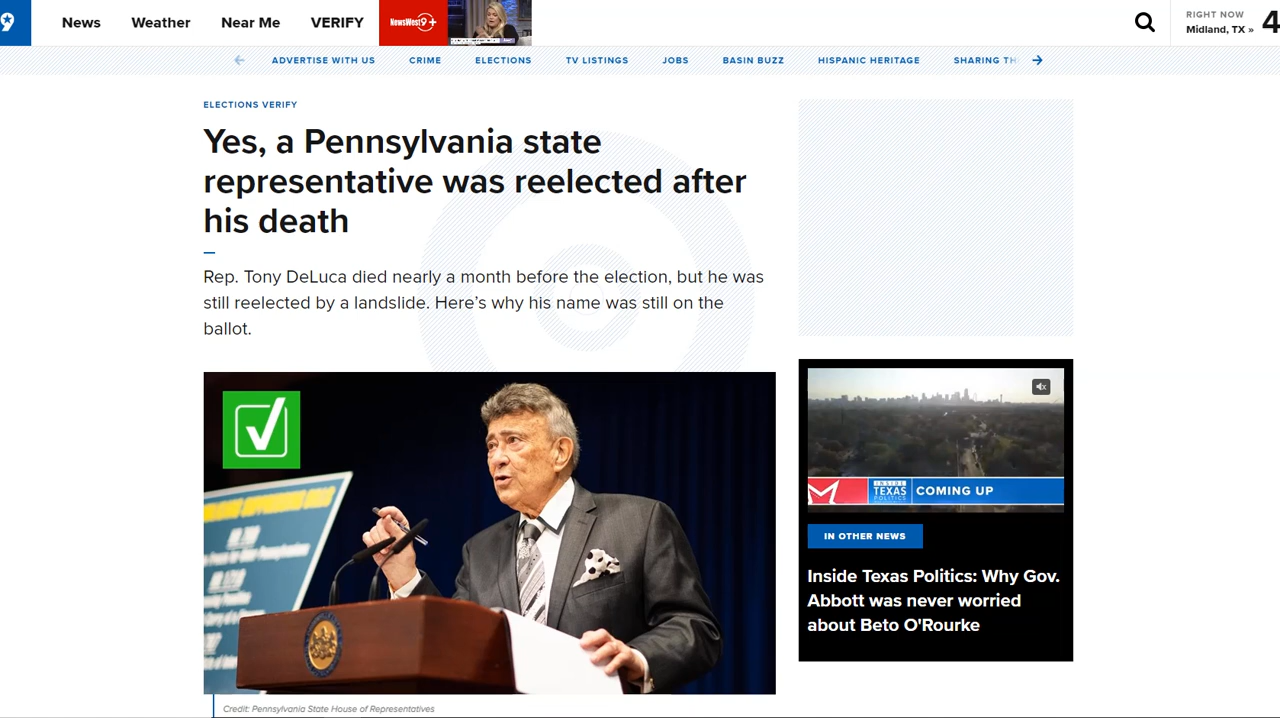 9
News
Weather
Near Me
VERIFY
NewsWest 9+
RIGHT NOW
Midland, TX »
4
ADVERTISE WITH US
CRIME
ELECTIONS
TV LISTINGS
JOBS
BASIN BUZZ
HISPANIC HERITAGE
SHARING TH
ELECTIONS VERIFY
Yes, a Pennsylvania state
representative was reelected after
his death
Rep. Tony DeLuca died nearly a month before the election, but he was
still reelected by a landslide. Here’s why his name was still on the
ballot.
Credit: Pennsylvania State House of Representatives
INSIDE
TEXAS
POLITICS
COMING UP
IN OTHER NEWS
Inside Texas Politics: Why Gov.
Abbott was never worried
about Beto O'Rourke